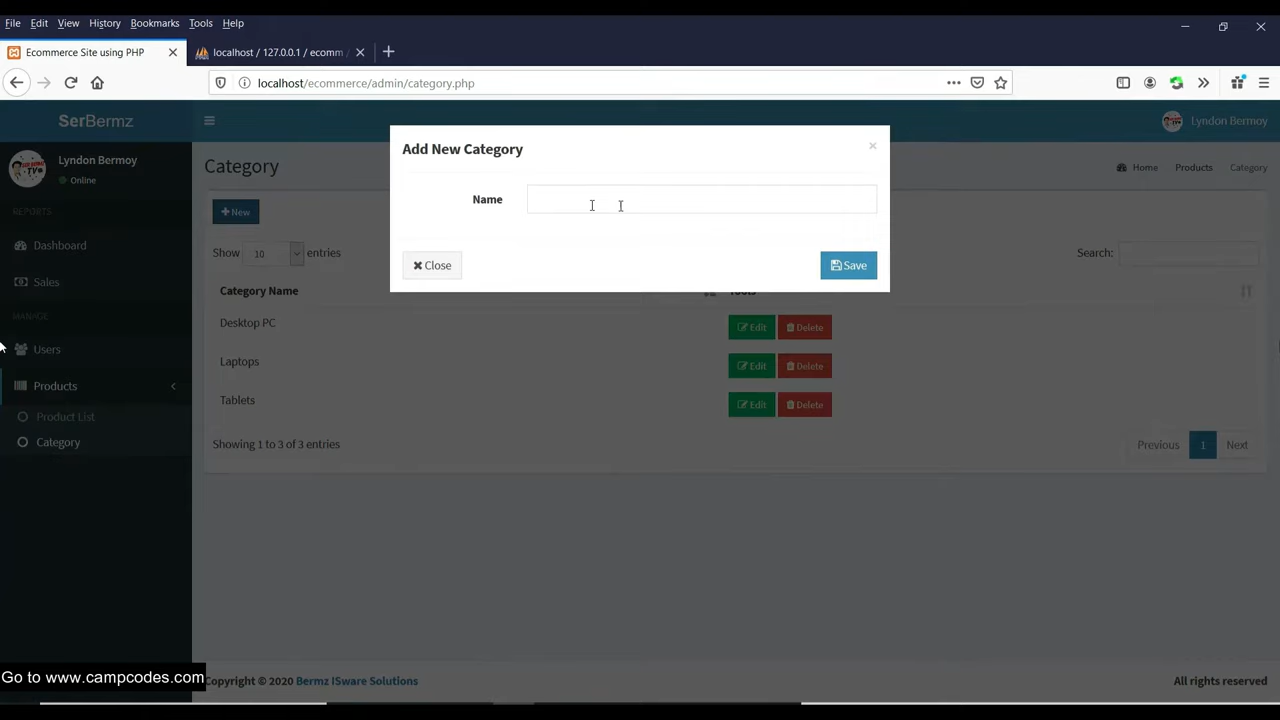 File Edit View History Bookmarks Tools Help
Ecommerce Site using PHP
localhost / 127.0.0.1 / ecomm
localhost/ecommerce/admin/category.php
SerBermz
Lyndon Bermoy
Lyndon Bermoy
Online
Category
Home Products Category
Add New Category
Name
Close
Save
REPORTS
Dashboard
Sales
MANAGE
Users
Products
Product List
Category
New
Show 10 entries
Search:
Category Name
Tools
Desktop PC Edit Delete
Laptops Edit Delete
Tablets Edit Delete
Showing 1 to 3 of 3 entries
Previous 1 Next
Go to www.campcodes.com
opyright © 2020 Bermz ISware Solutions
All rights reserved